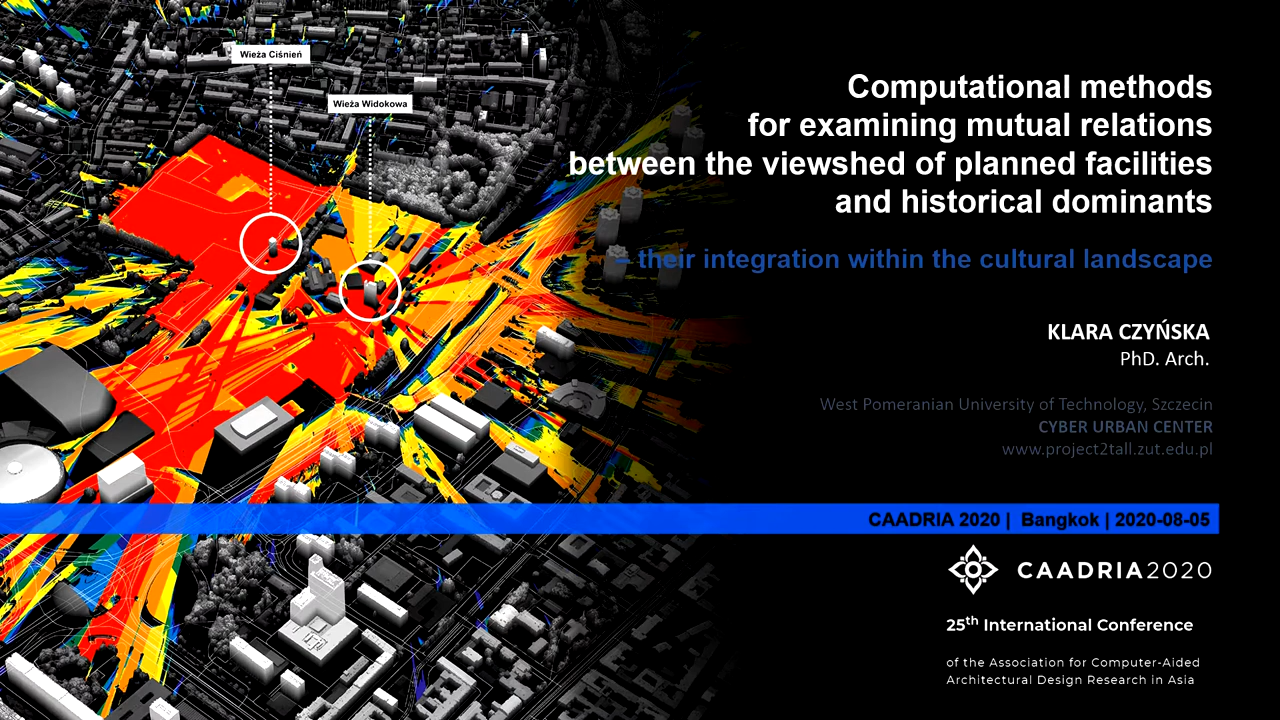 Wieża Ciśnień
Wieża Widokowa
Computational methods
for examining mutual relations
between the viewshed of planned facilities
and historical dominants
– their integration within the cultural landscape
KLARA CZYŃSKA
PhD. Arch.
West Pomeranian University of Technology, Szczecin
CYBER URBAN CENTER
www.project2tall.zut.edu.pl
CAADRIA 2020 | Bangkok | 2020-08-05
CAADRIA2020
25th International Conference
of the Association for Computer-Aided
Architectural Design Research in Asia